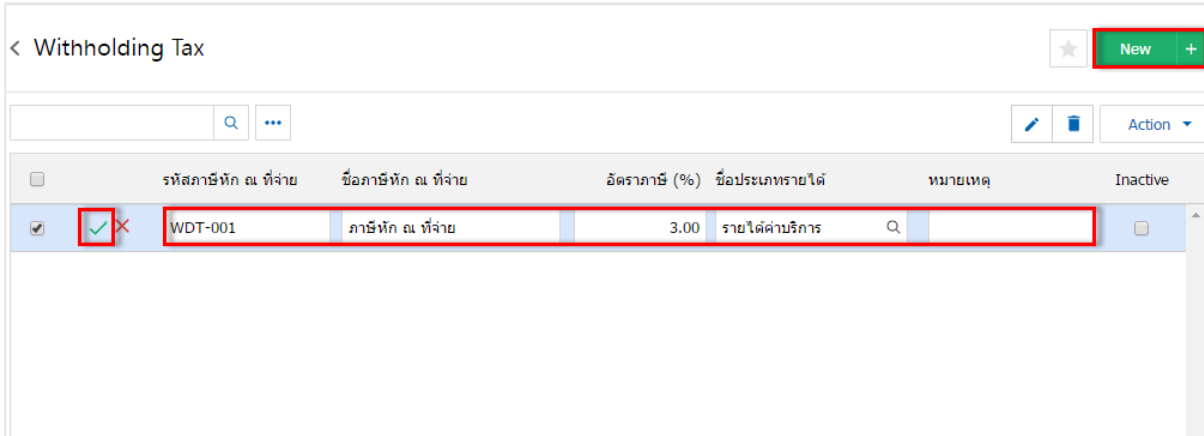 < Withholding Tax
New +
Action
รหัสภาษีหัก ณ ที่จ่าย ชื่อภาษีหัก ณ ที่จ่าย อัตราภาษี (%) ชื่อประเภทรายได้ หมายเหตุ Inactive
WDT-001 ภาษีหัก ณ ที่จ่าย 3.00 รายได้ค่าบริการ